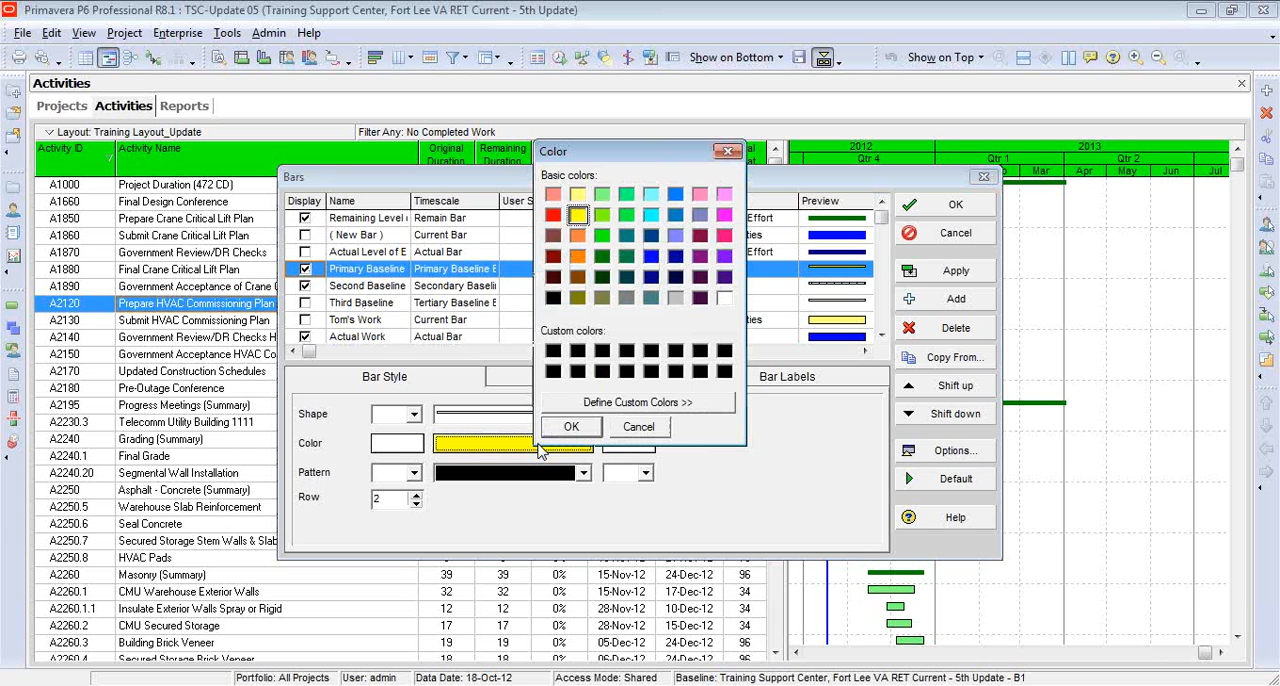 Primavera P6 Professional R8.1 : TSC-Update 05 (Training Support Center, Fort Lee VA RET Current - 5th Update)
File Edit View Project Enterprise Tools Admin Help
Show on Bottom Show on Top
Activities
Projects Activities Reports
Layout: Training Layout_Update Filter Any: No Completed Work
Activity ID Activity Name Original Duration Remaining Duration
2012 2013
Qtr 4 Qtr 1 Qtr 2
Mar Apr May Jun Jul
A1000 Project Duration (472 CD)
A1660 Final Design Conference
A1850 Prepare Crane Critical Lift Plan
A1860 Submit Crane Critical Lift Plan
A1870 Government Review/DrChecks
A1880 Final Crane Critical Lift Plan
A1890 Government Acceptance of Crane
A2120 Prepare HVAC Commissioning Plan
A2130 Submit HVAC Commissioning Plan
A2140 Government Review/DR Checks H
A2150 Government Acceptance HVAC Co
A2170 Updated Construction Schedules
A2180 Pre-Outage Conference
A2195 Progress Meetings (Summary)
A2230.3 Telecomm Utility Building 1111
A2240 Grading (Summary)
A2240.1 Final Grade
A2240.20 Segmental Wall Installation
A2250 Asphalt - Concrete (Summary)
A2250.5 Warehouse Slab Reinforcement
A2250.6 Seal Concrete
A2250.7 Secured Storage Stem Walls & Slab
A2250.8 HVAC Pads
A2260 Masonry (Summary) 39 39 0% 15-Nov-12 24-Dec-12 96
A2260.1 CMU Warehouse Exterior Walls 32 32 0% 15-Nov-12 17-Dec-12 34
A2260.1.1 Insulate Exterior Walls Spray or Rigid 12 12 0% 28-Nov-12 10-Dec-12 34
A2260.2 CMU Secured Storage 17 17 0% 28-Nov-12 15-Dec-12 34
A2260.3 Building Brick Veneer 19 19 0% 05-Dec-12 24-Dec-12 34
A2260.4 Secured Storage Brick Veneer 18 18 0% 06-Dec-12 24-Dec-12 34
Bars
Display Name Timescale User S Preview
Remaining Level Remain Bar Effort
( New Bar ) Current Bar ties
Actual Level of E Actual Bar Effort
Primary Baseline Primary Baseline E
Second Baseline Secondary Baseli
Third Baseline Tertiary Baseline E
Tom's Work Current Bar ties
Actual Work Actual Bar
Bar Style Bar Labels
Shape
Color
Pattern
Row 2
OK
Cancel
Apply
Add
Delete
Copy From...
Shift up
Shift down
Options...
Default
Help
Color
Basic colors:
Custom colors:
Define Custom Colors >>
OK Cancel
Portfolio: All Projects User: admin Data Date: 18-Oct-12 Access Mode: Shared Baseline: Training Support Center, Fort Lee VA RET Current - 5th Update - B1